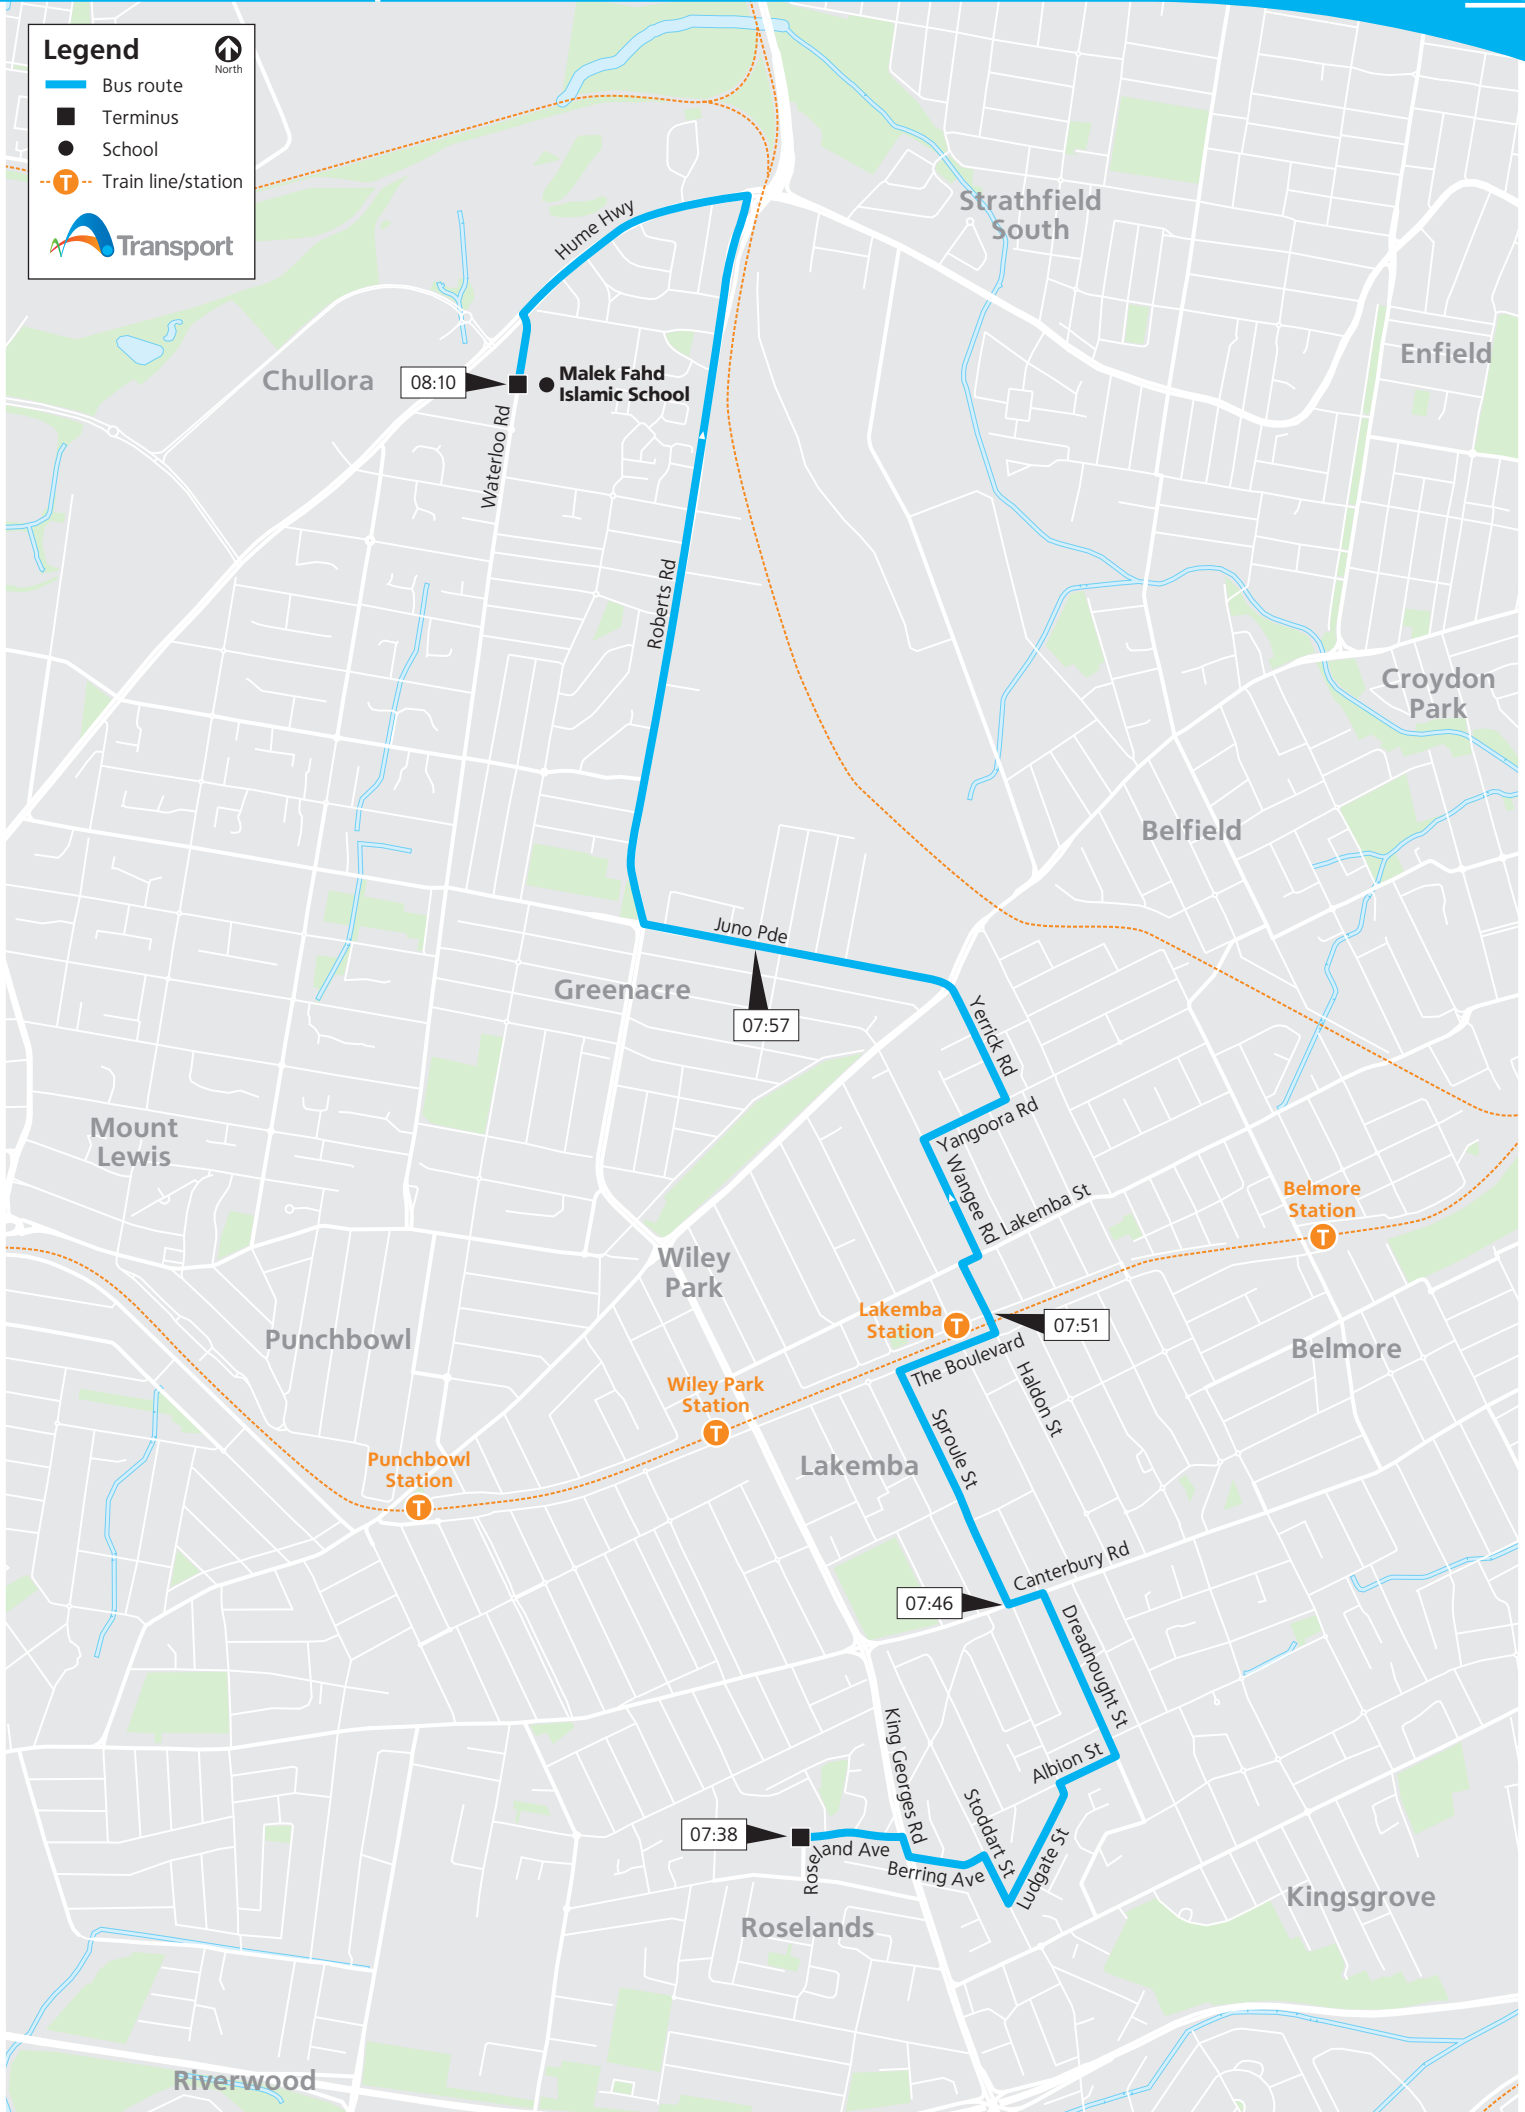 Legend
North
Bus route
Terminus
School
T
Train line/station
Transport
Hume Hwy
Strathfield
South
Enfield
Chullora
08:10
Malek Fahd
Islamic School
Waterloo Rd
Roberts Rd
Croydon
Park
Belfield
Juno Pde
Greenacre
07:57
Yerrick Rd
Yangoora Rd
Mount
Lewis
Wangee Rd
Lakemba St
Belmore
Station
T
Wiley
Park
Lakemba
Station
T
07:51
Punchbowl
The Boulevard
Belmore
Haldon St
Wiley Park
Station
T
Sproule St
Punchbowl
Station
T
Lakemba
Canterbury Rd
07:46
Dreadnought St
King Georges Rd
Albion St
Stoddart St
07:38
Roseland Ave
Berring Ave
Ludgate St
Kingsgrove
Roselands
Riverwood